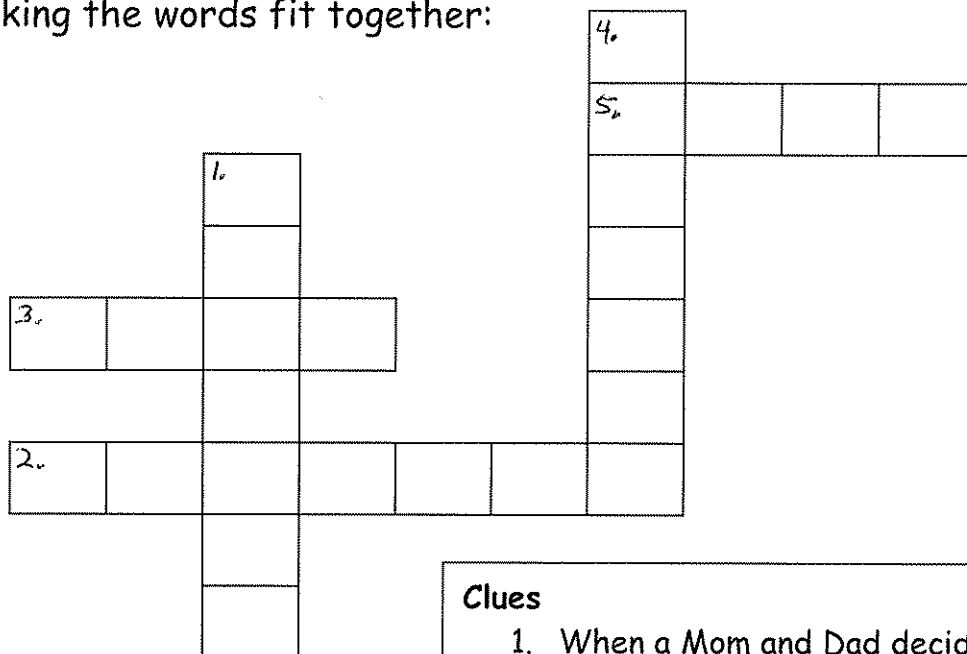 king the words fit together:
4.
5.
1.
3.
2.
Clues
1. When a Mom and Dad decid